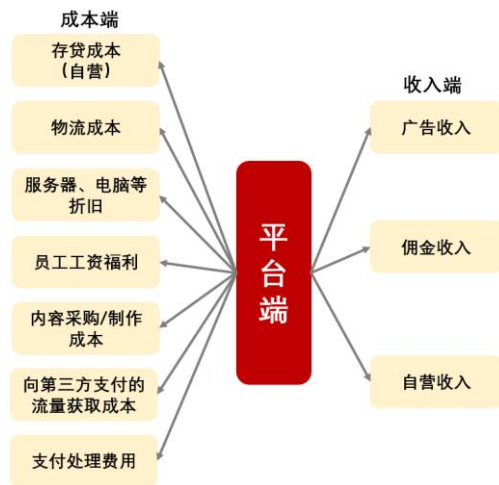 成本端
存贷成本
（自营）
物流成本
服务器、电脑等
折旧
员工工资福利
内容采购/制作
成本
向第三方支付的
流量获取成本
支付处理费用
平
台
端
收入端
广告收入
佣金收入
自营收入